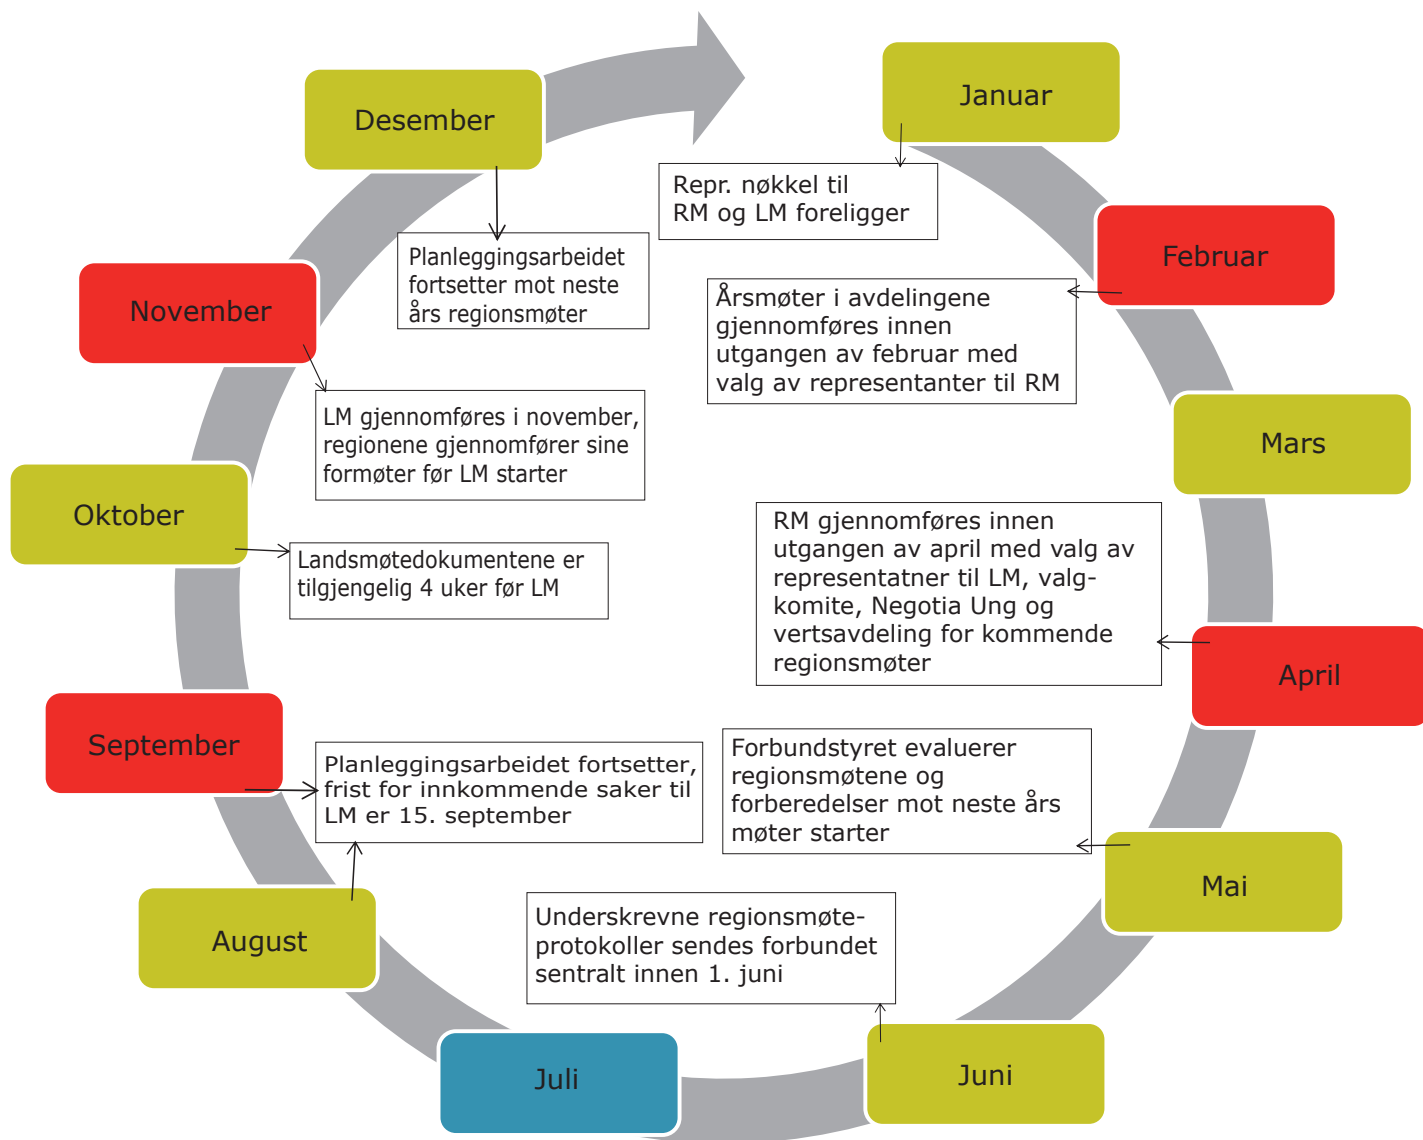 Januar
Repr. nøkkel til
RM og LM foreligger
Februar
Årsmøter i avdelingene
gjennomføres innen
utgangen av februar med
valg av representanter til RM
Mars
April
RM gjennomføres innen
utgangen av april med valg av
representatner til LM, valg-
komite, Negotia Ung og
vertsavdeling for kommende
regionsmøter
Mai
Forbundstyret evaluerer
regionsmøtene og
forberedelser mot neste års
møter starter
Juni
Underskrevne regionsmøte-
protokoller sendes forbundet
sentralt innen 1. juni
Juli
August
September
Planleggingsarbeidet fortsetter,
frist for innkommende saker til
LM er 15. september
Oktober
Landsmøtedokumentene er
tilgjengelig 4 uker før LM
November
LM gjennomføres i november,
regionene gjennomfører sine
formøter før LM starter
Desember
Planleggingsarbeidet
fortsetter mot neste
års regionsmøter